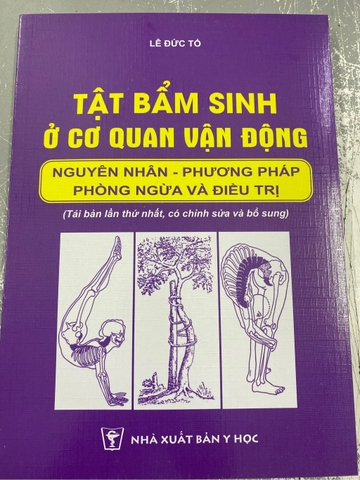 LÊ ĐỨC TỐ
TẬT BẨM SINH
Ở CƠ QUAN VẬN ĐỘNG
NGUYÊN NHÂN - PHƯƠNG PHÁP
PHÒNG NGỪA VÀ ĐIỀU TRỊ
(Tái bản lần thứ nhất, có chỉnh sửa và bổ sung)
NHÀ XUẤT BẢN Y HỌC